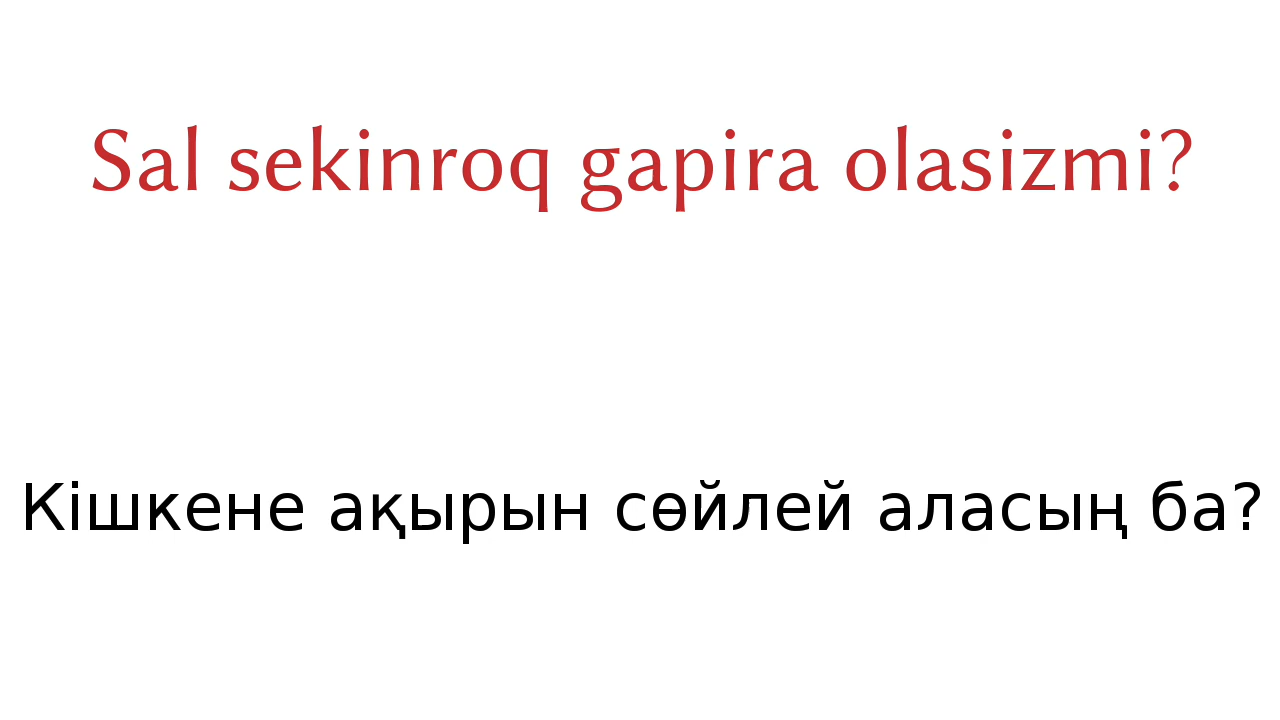 Sal sekinroq gapira olasizmi?
Кішкене ақырын сөйлей аласың ба?